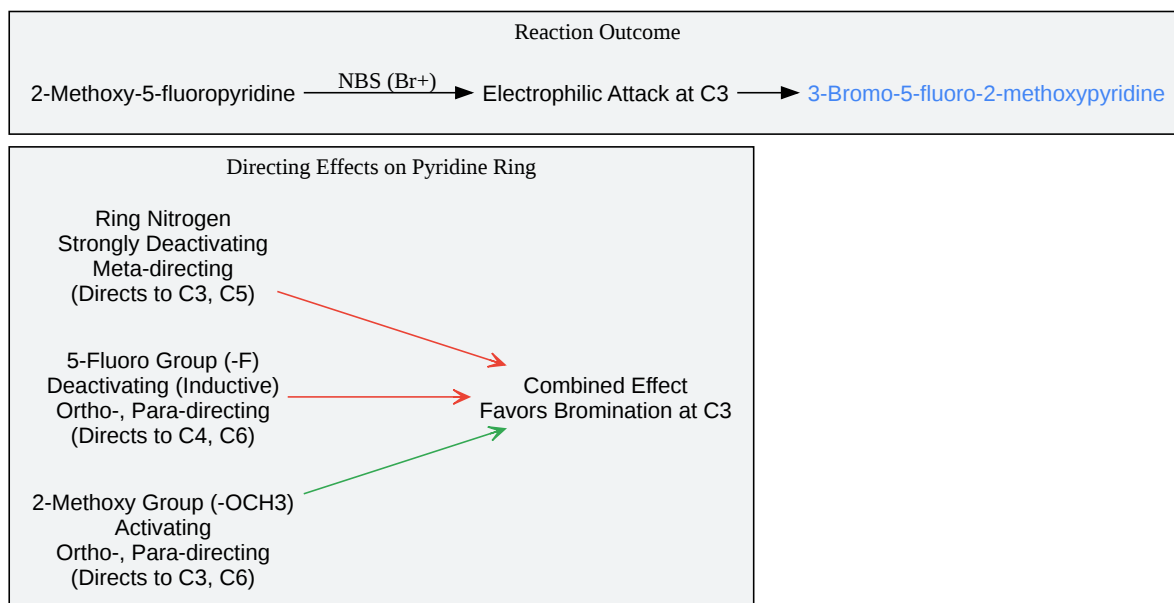 Reaction Outcome
2-Methoxy-5-fluoropyridine
NBS (Br+)
Electrophilic Attack at C3
3-Bromo-5-fluoro-2-methoxypyridine
Directing Effects on Pyridine Ring
Ring Nitrogen
Strongly Deactivating
Meta-directing
(Directs to C3, C5)
5-Fluoro Group (-F)
Deactivating (Inductive)
Ortho-, Para-directing
(Directs to C4, C6)
2-Methoxy Group (-OCH3)
Activating
Ortho-, Para-directing
(Directs to C3, C6)
Combined Effect
Favors Bromination at C3